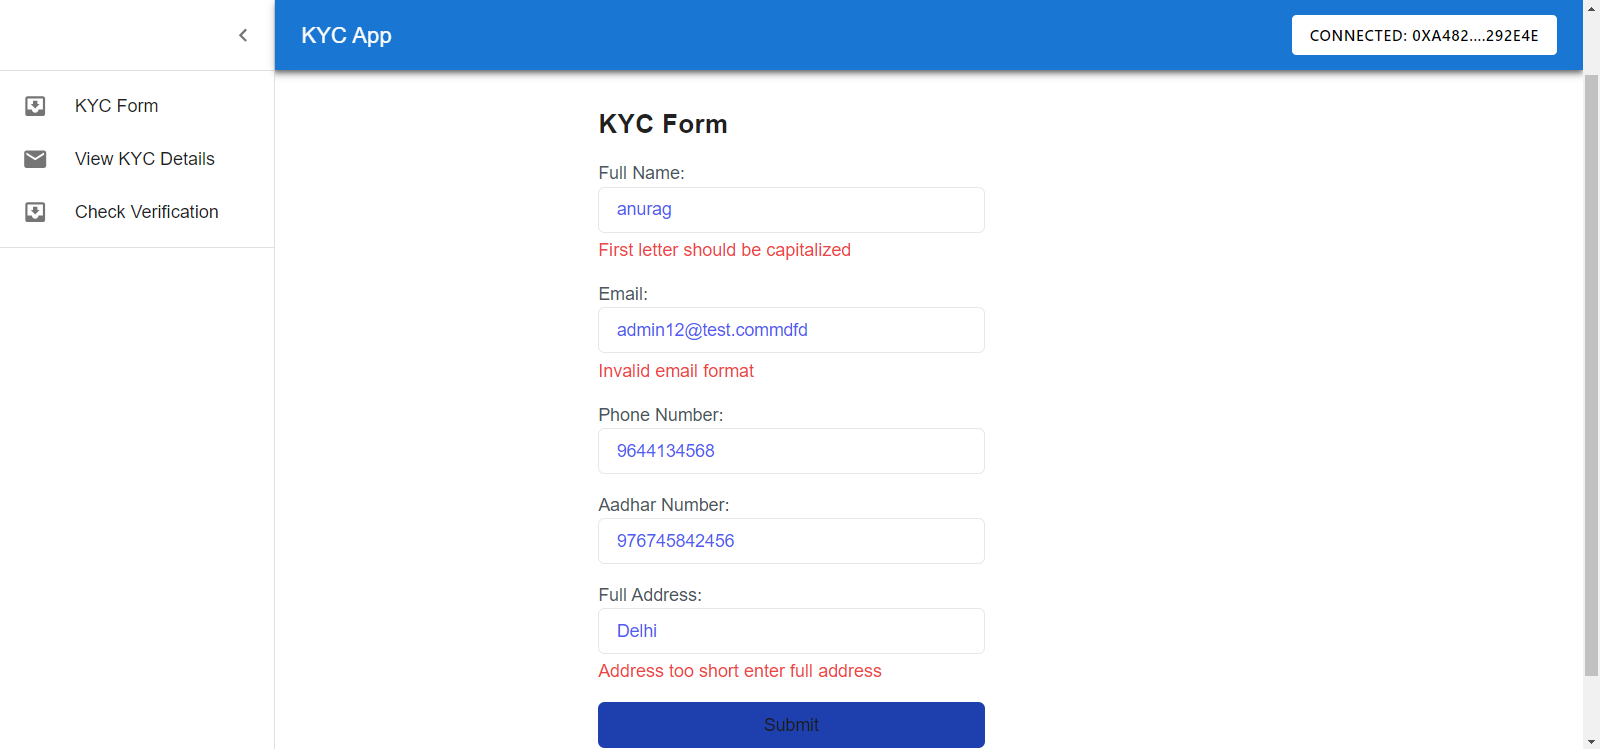 KYC App
CONNECTED: 0XA482....292E4E
KYC Form
View KYC Details
Check Verification
KYC Form
Full Name:
anurag
First letter should be capitalized
Email:
admin12@test.commdfd
Invalid email format
Phone Number:
9644134568
Aadhar Number:
976745842456
Full Address:
Delhi
Address too short enter full address
Submit